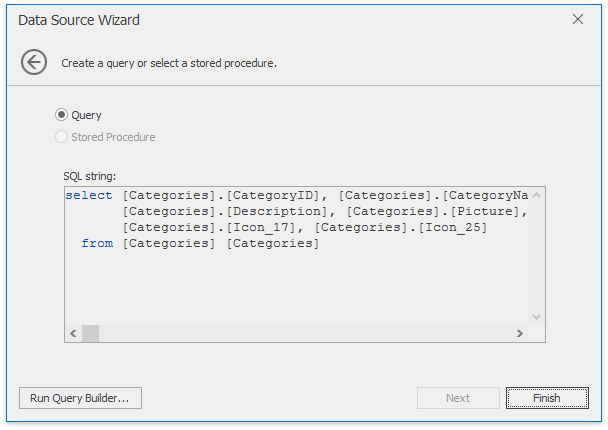 Data Source Wizard
Create a query or select a stored procedure.
Query
Stored Procedure
SQL string:
select [Categories].[CategoryID], [Categories].[CategoryNa
[Categories].[Description], [Categories].[Picture],
[Categories].[Icon_17], [Categories].[Icon_25]
from [Categories] [Categories]
Run Query Builder...
Next
Finish